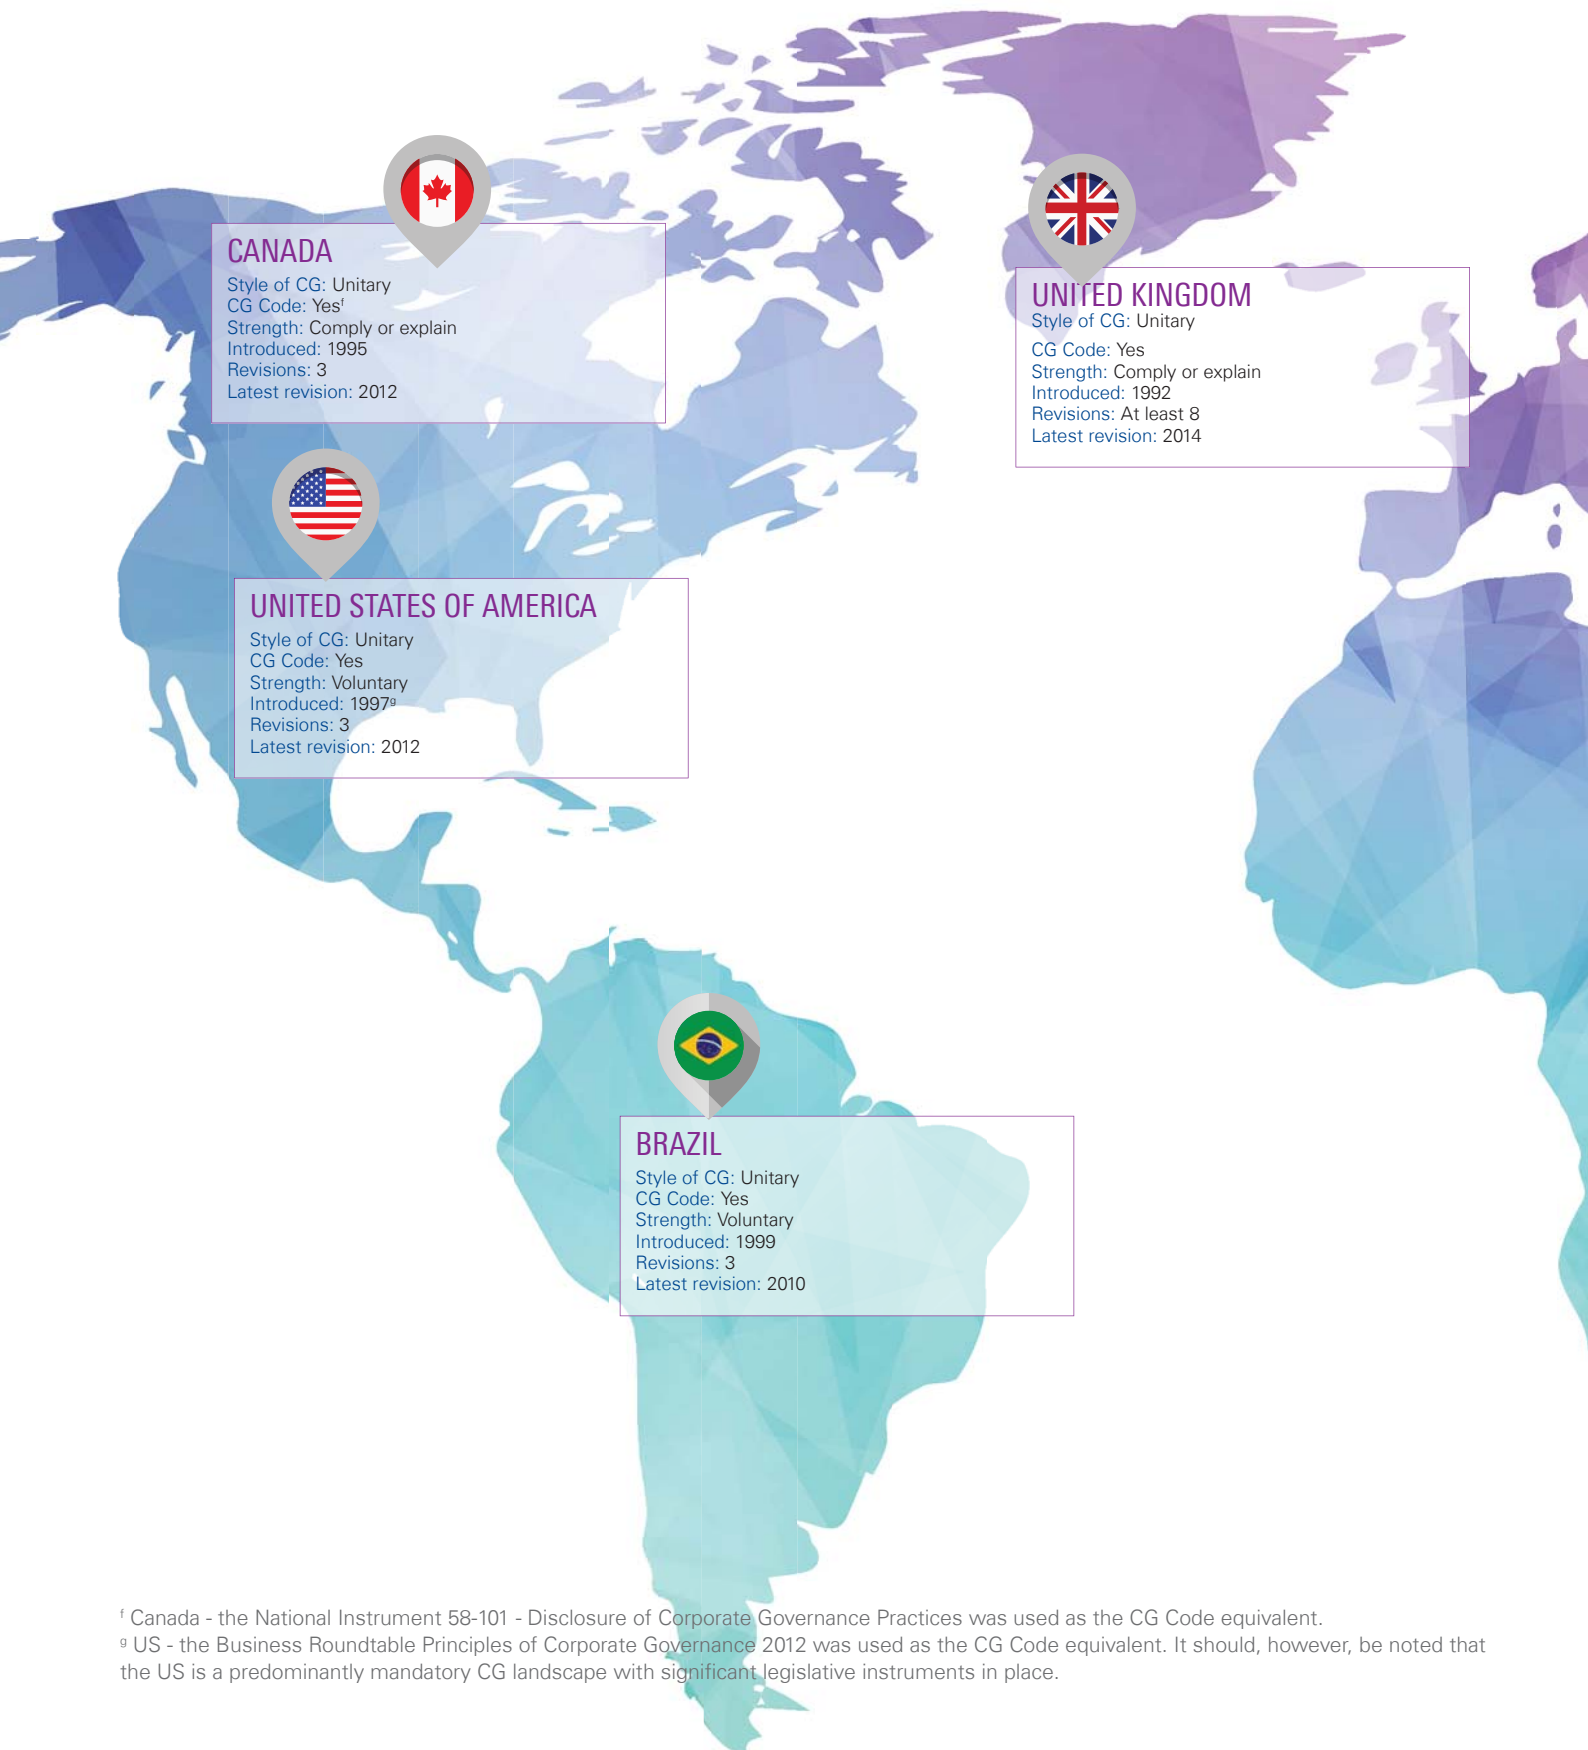 CANADA
Style of CG: Unitary
CG Code: Yesᶠ
Strength: Comply or explain
Introduced: 1995
Revisions: 3
Latest revision: 2012
UNITED KINGDOM
Style of CG: Unitary
CG Code: Yes
Strength: Comply or explain
Introduced: 1992
Revisions: At least 8
Latest revision: 2014
UNITED STATES OF AMERICA
Style of CG: Unitary
CG Code: Yes
Strength: Voluntary
Introduced: 1997ᵍ
Revisions: 3
Latest revision: 2012
BRAZIL
Style of CG: Unitary
CG Code: Yes
Strength: Voluntary
Introduced: 1999
Revisions: 3
Latest revision: 2010
ᶠ Canada - the National Instrument 58-101 - Disclosure of Corporate Governance Practices was used as the CG Code equivalent.
ᵍ US - the Business Roundtable Principles of Corporate Governance 2012 was used as the CG Code equivalent. It should, however, be noted that
the US is a predominantly mandatory CG landscape with significant legislative instruments in place.